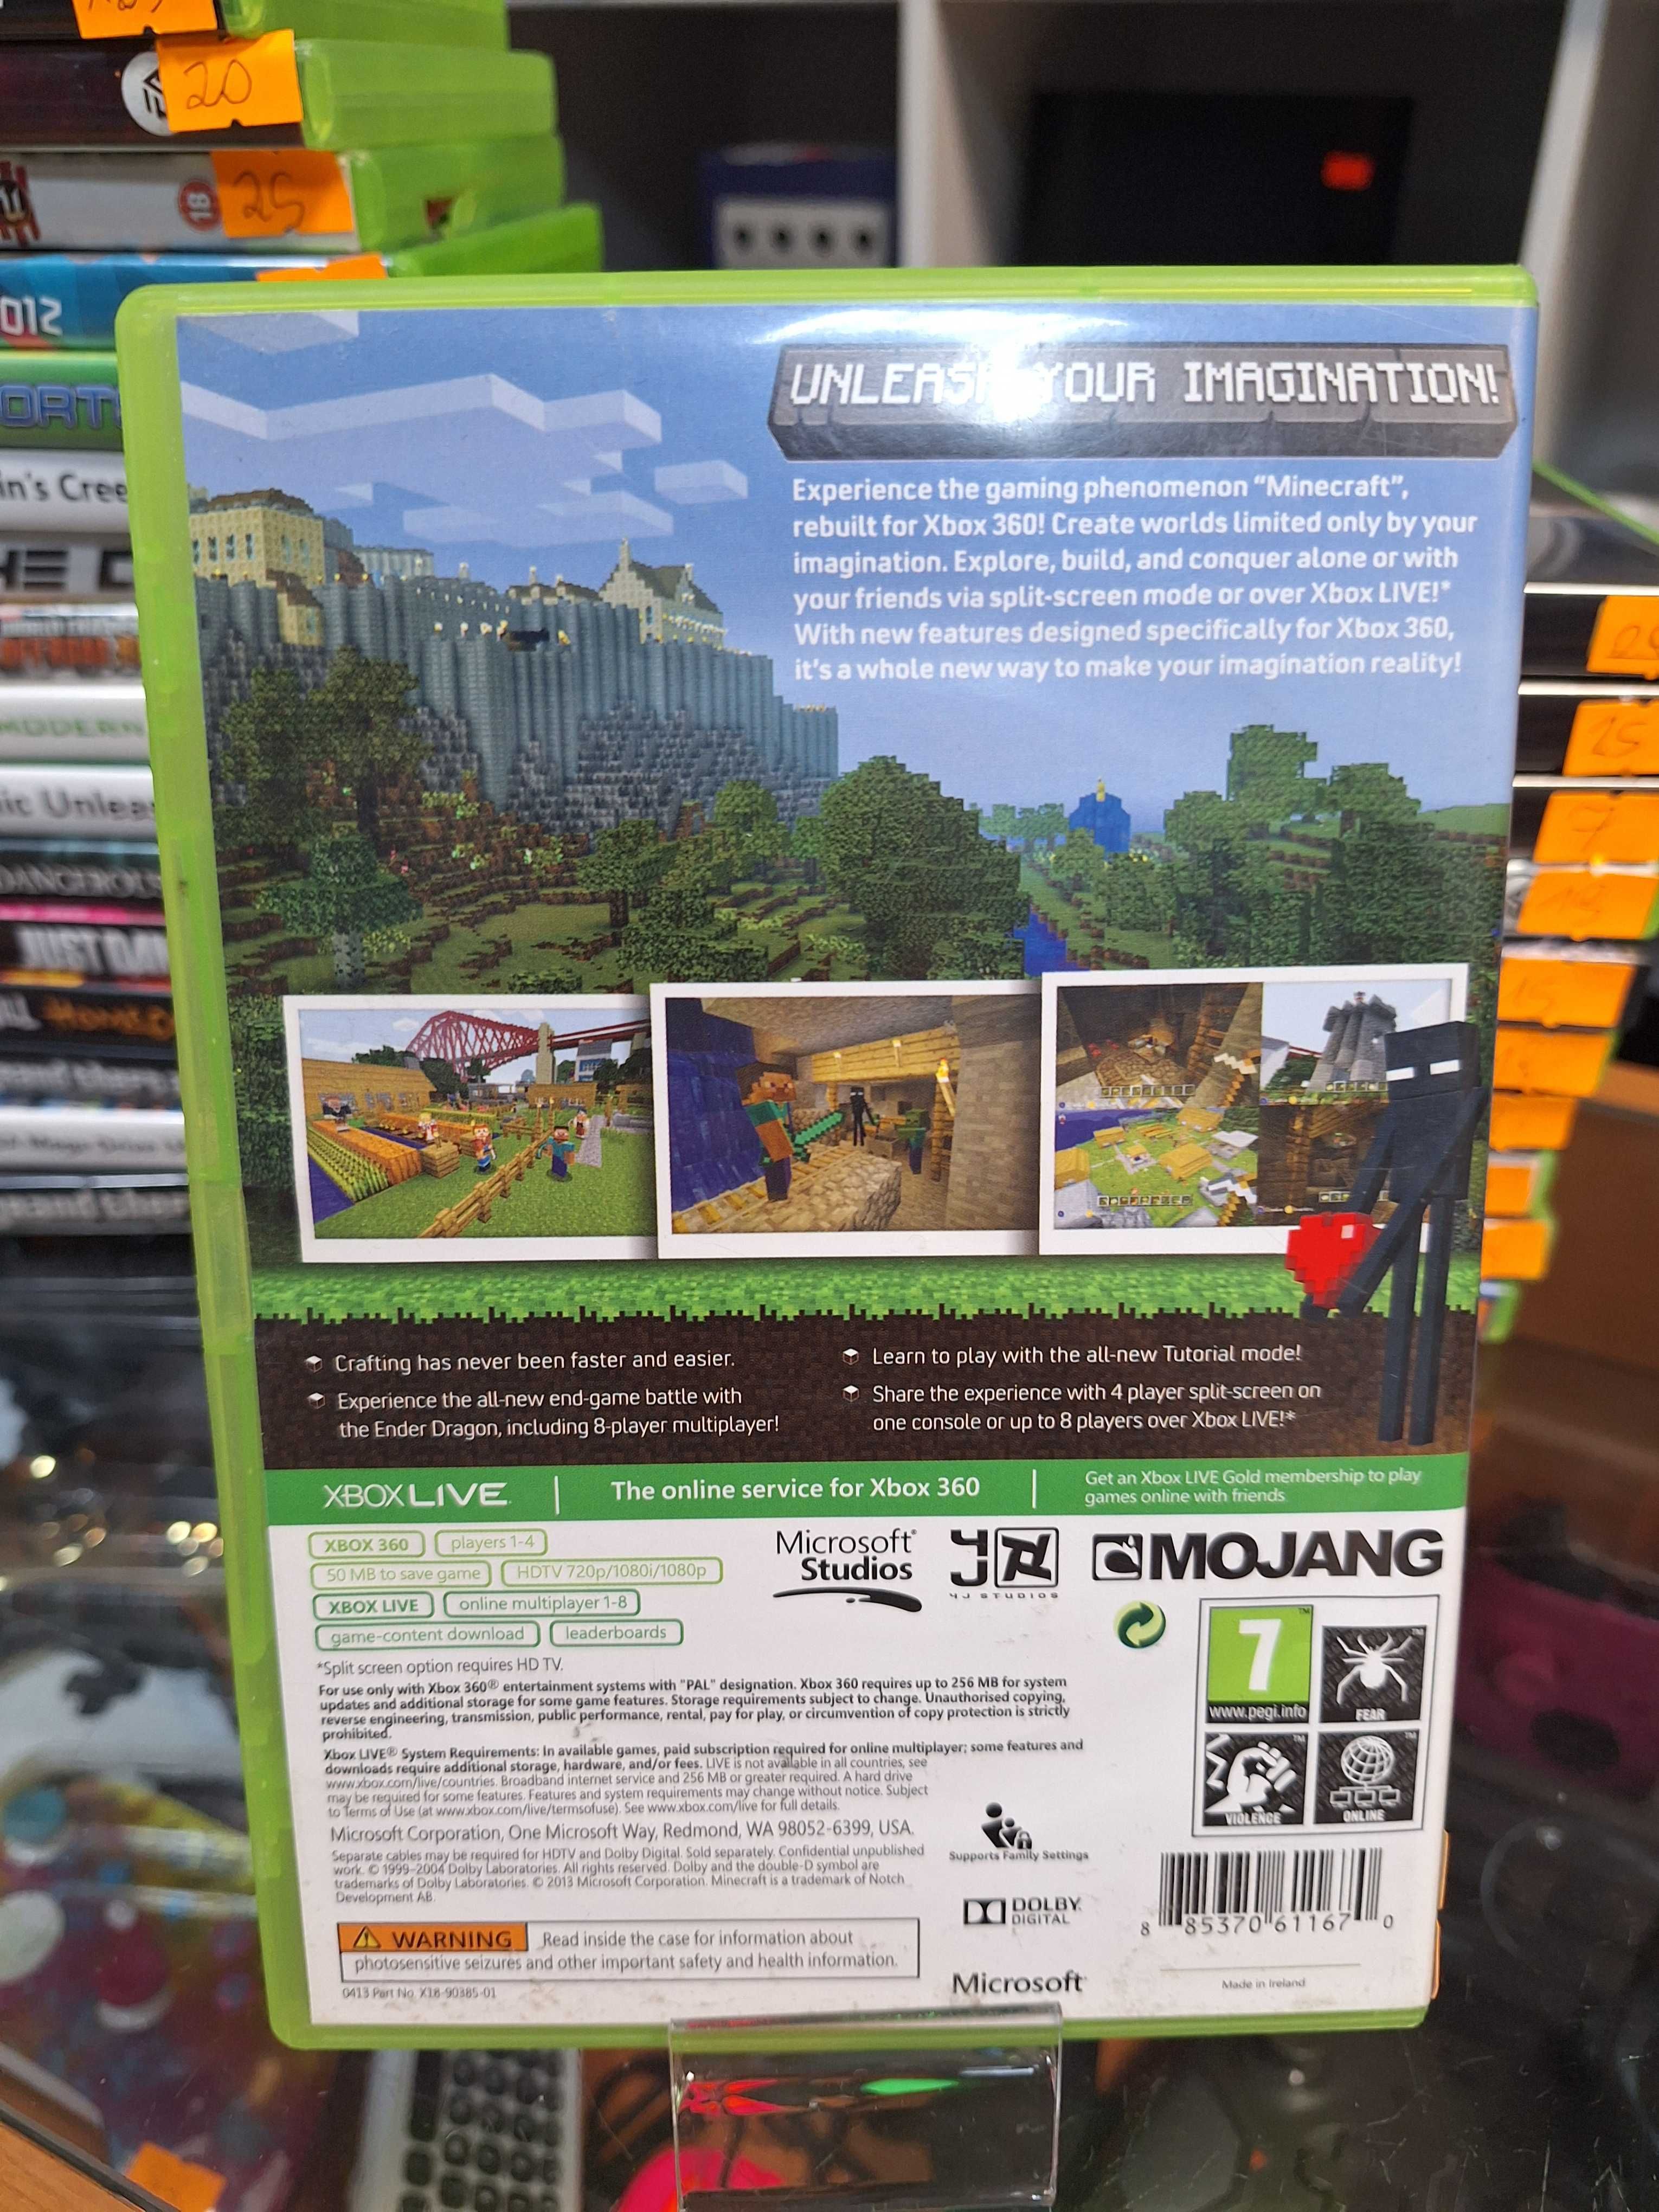 20
18
25
012
ORT
in's Cree
HE C
MODERN
ic Unleas
DANGEROUS
JUST DAN
25
7
15
UNLEASH YOUR IMAGINATION!
Experience the gaming phenomenon “Minecraft”,
rebuilt for Xbox 360! Create worlds limited only by your
imagination. Explore, build, and conquer alone or with
your friends via split-screen mode or over Xbox LIVE!*
With new features designed specifically for Xbox 360,
it's a whole new way to make your imagination reality!
Crafting has never been faster and easier.
Experience the all-new end-game battle with
the Ender Dragon, including 8-player multiplayer!
Learn to play with the all-new Tutorial mode!
Share the experience with 4 player split-screen on
one console or up to 8 players over Xbox LIVE!*
XBOX LIVE
The online service for Xbox 360
Get an Xbox LIVE Gold membership to play
games online with friends
XBOX 360 players 1-4
50 MB to save game HDTV 720p/1080i/1080p
XBOX LIVE online multiplayer 1-8
game-content download leaderboards
Microsoft®
Studios
4J STUDIOS
MOJANG
*Split screen option requires HD TV.
For use only with Xbox 360® entertainment systems with "PAL" designation. Xbox 360 requires up to 256 MB for system
updates and additional storage for some game features. Storage requirements subject to change. Unauthorised copying,
reverse engineering, transmission, public performance, rental, pay for play, or circumvention of copy protection is strictly
prohibited.
Xbox LIVE® System Requirements: In available games, paid subscription required for online multiplayer; some features and
downloads require additional storage, hardware, and/or fees. LIVE is not available in all countries, see
www.xbox.com/live/countries. Broadband internet service and 256 MB or greater required. A hard drive
may be required for some features. Features and system requirements may change without notice. Subject
to Terms of Use (at www.xbox.com/live/termsofuse). See www.xbox.com/live for full details.
Microsoft Corporation, One Microsoft Way, Redmond, WA 98052-6399, USA.
Separate cables may be required for HDTV and Dolby Digital. Sold separately. Confidential unpublished
work. © 1999-2004 Dolby Laboratories. All rights reserved. Dolby and the double-D symbol are
trademarks of Dolby Laboratories. © 2013 Microsoft Corporation. Minecraft is a trademark of Notch
Development AB.
WARNING Read inside the case for information about
photosensitive seizures and other important safety and health information.
0413 Part No. X18-90385-01
7
www.pegi.info
FEAR
VIOLENCE
ONLINE
Supports Family Settings
DOLBY
DIGITAL
Microsoft
8 85370 61167 0
Made in Ireland